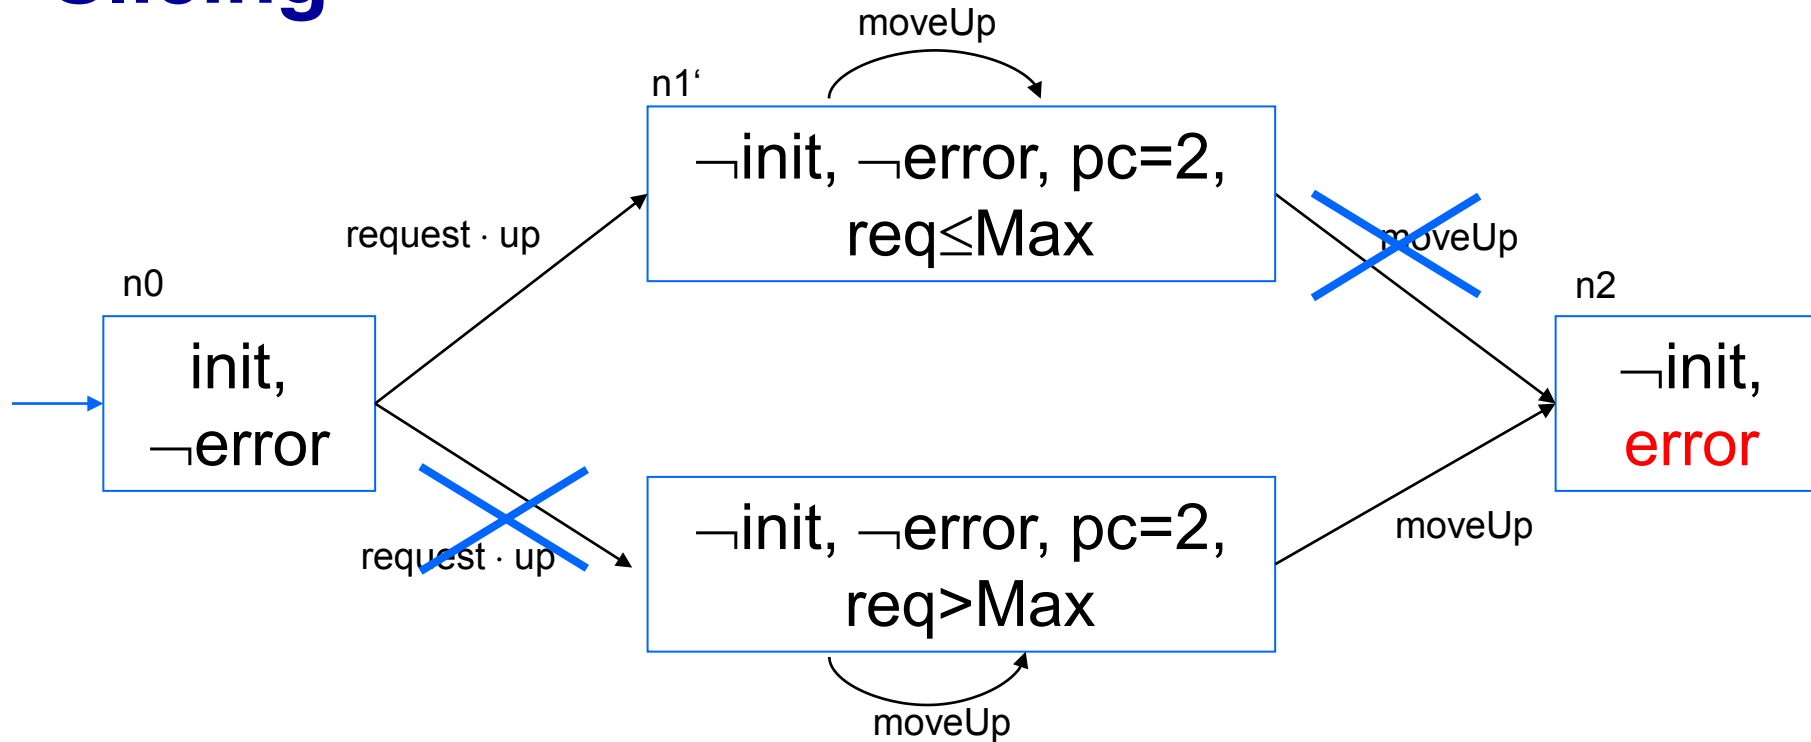 Slicing
moveUp
n1‘
¬init, ¬error, pc=2,
req≤Max
request · up
moveUp
n0
n2
init,
¬error
¬init,
error
¬init, ¬error, pc=2,
req>Max
request · up
moveUp
moveUp